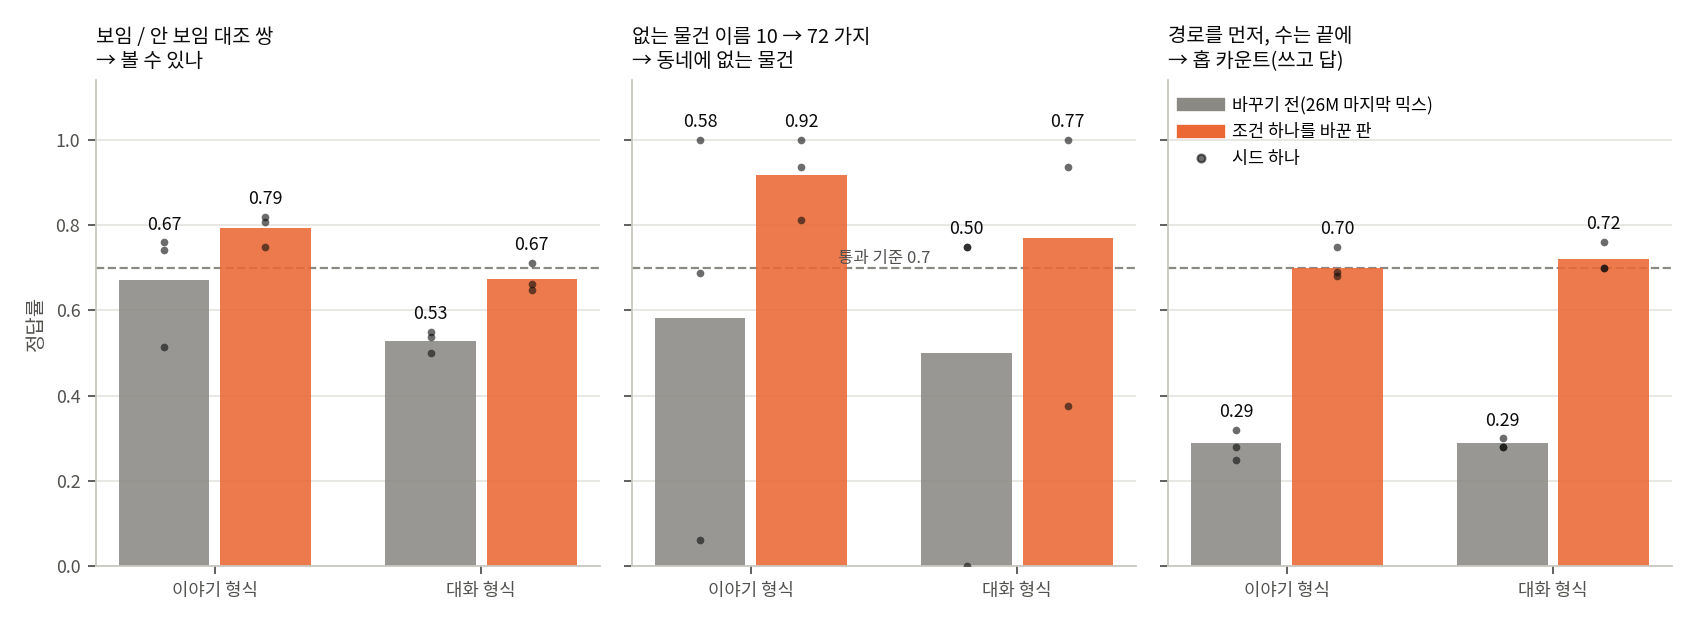 보임 / 안 보임 대조 쌍
→ 볼 수 있나
없는 물건 이름 10 → 72 가지
→ 동네에 없는 물건
경로를 먼저, 수는 끝에
→ 홉 카운트(쓰고 답)
바꾸기 전(26M 마지막 믹스)
조건 하나를 바꾼 판
시드 하나
정답률
1.0
0.8
0.6
0.4
0.2
0.0
0.67
0.79
0.53
0.67
이야기 형식
대화 형식
0.58
0.92
0.50
0.77
통과 기준 0.7
이야기 형식
대화 형식
0.29
0.70
0.29
0.72
이야기 형식
대화 형식